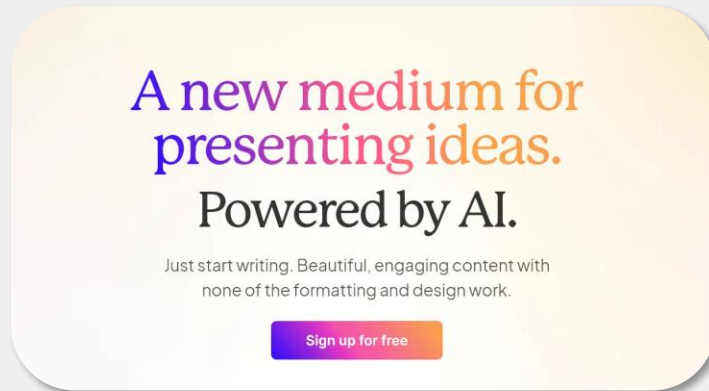 A new medium for
presenting ideas.
Powered by AI.
Just start writing. Beautiful, engaging content with
none of the formatting and design work.
Sign up for free